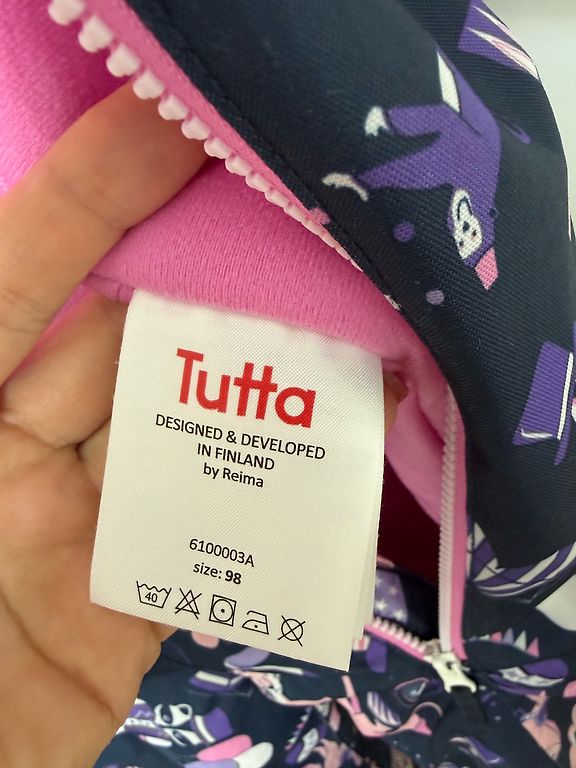 Tutta
DESIGNED & DEVELOPED
IN FINLAND
by Reima
6100003A
size: 98
40